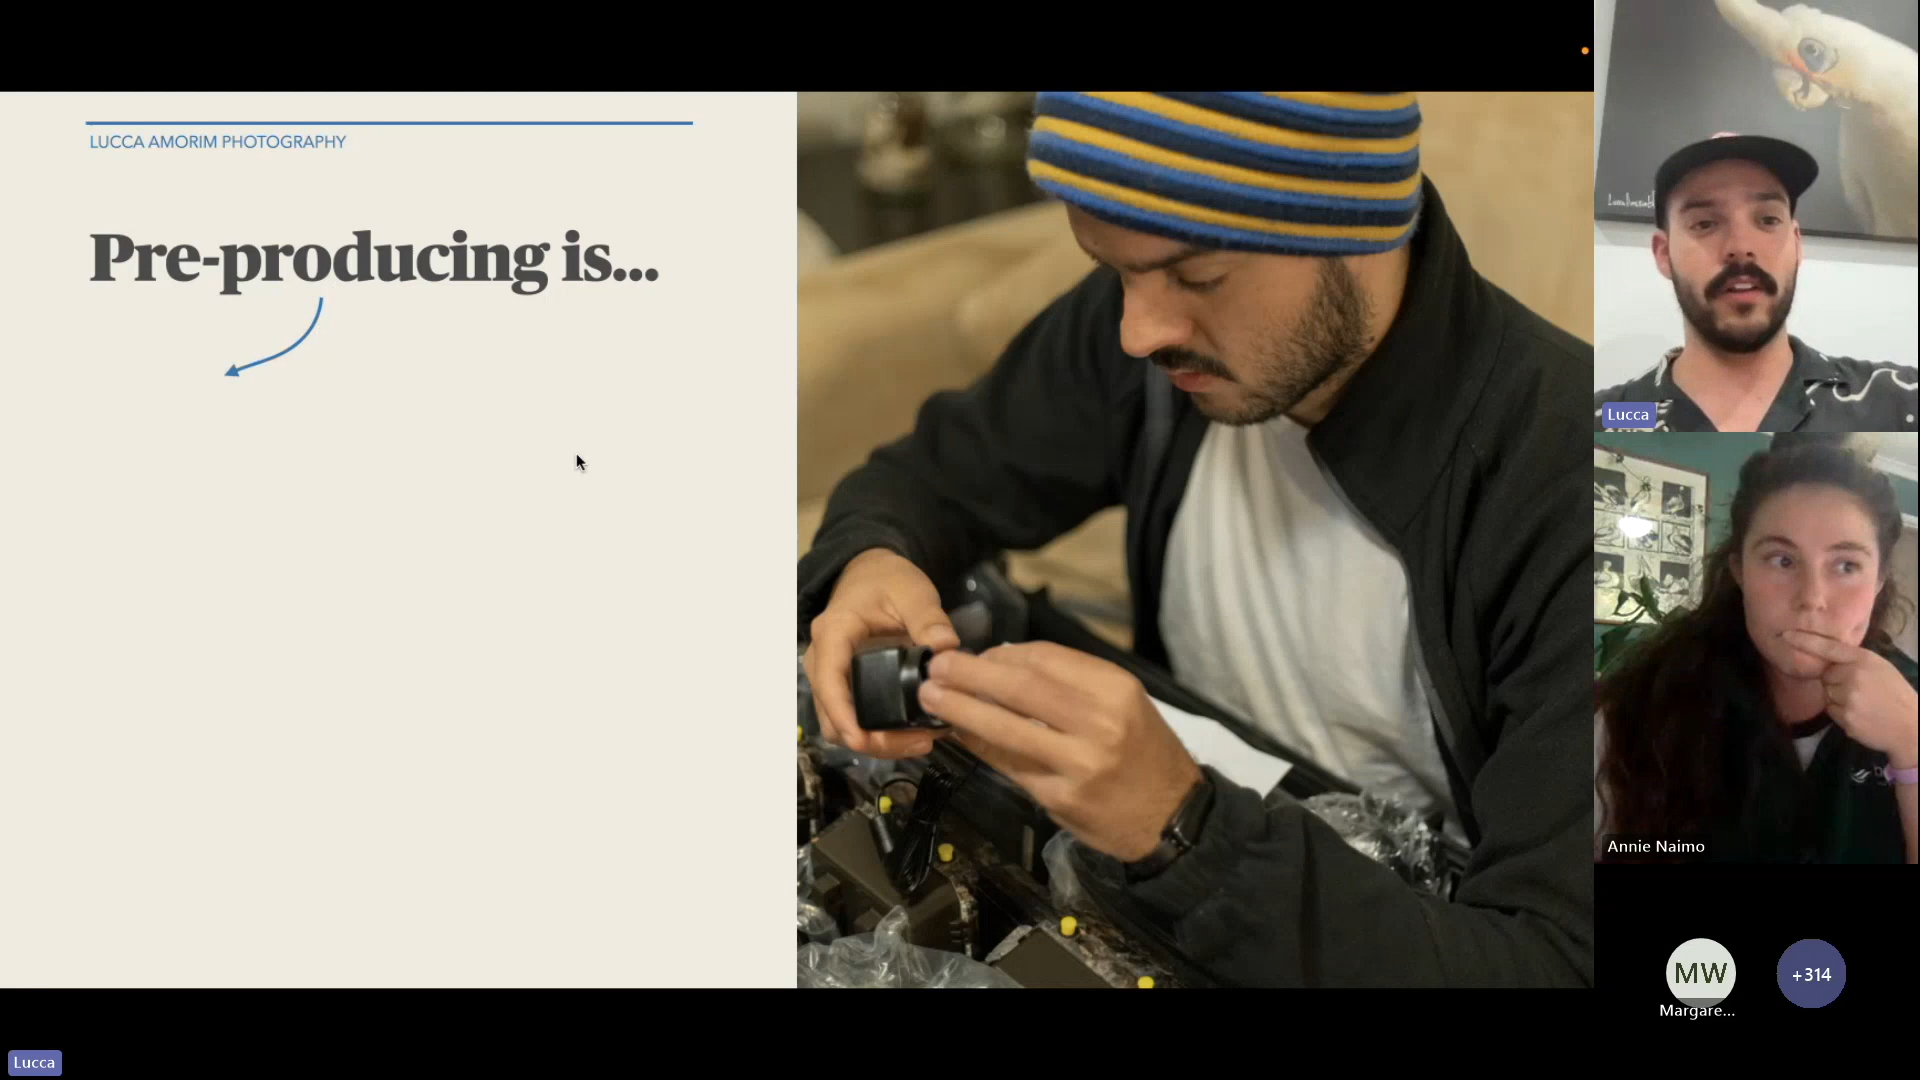 LUCCA AMORIM PHOTOGRAPHY
Pre-producing is...
Lucca
Annie Naimo
MW
+314
Margare...
Lucca